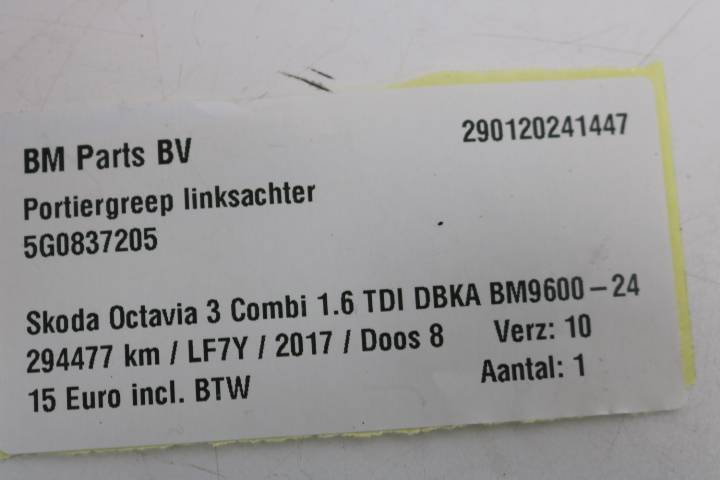 BM Parts BV 290120241447
Portiergreep linksachter
5G0837205
Skoda Octavia 3 Combi 1.6 TDI DBKA BM9600-24
294477 km / LF7Y / 2017 / Doos 8 Verz: 10
15 Euro incl. BTW Aantal: 1